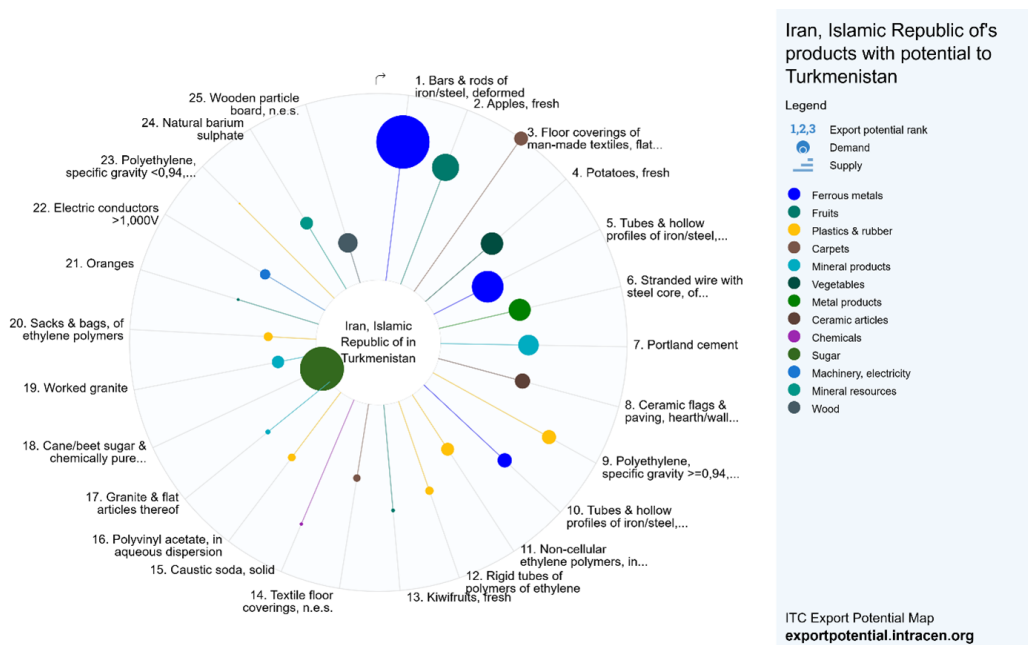 Iran, Islamic Republic of's
products with potential to
Turkmenistan
Legend
1,2,3 Export potential rank
Demand
Supply
Ferrous metals
Fruits
Plastics & rubber
Carpets
Mineral products
Vegetables
Metal products
Ceramic articles
Chemicals
Sugar
Machinery, electricity
Mineral resources
Wood
ITC Export Potential Map
exportpotential.intracen.org
Iran, Islamic
Republic of in
Turkmenistan
1. Bars & rods of
iron/steel, deformed
2. Apples, fresh
3. Floor coverings of
man-made textiles, flat...
4. Potatoes, fresh
5. Tubes & hollow
profiles of iron/steel,...
6. Stranded wire with
steel core, of...
7. Portland cement
8. Ceramic flags &
paving, hearth/wall...
9. Polyethylene,
specific gravity >=0,94,...
10. Tubes & hollow
profiles of iron/steel,...
11. Non-cellular
ethylene polymers, in...
12. Rigid tubes of
polymers of ethylene
13. Kiwifruits, fresh
14. Textile floor
coverings, n.e.s.
15. Caustic soda, solid
16. Polyvinyl acetate, in
aqueous dispersion
17. Granite & flat
articles thereof
18. Cane/beet sugar &
chemically pure...
19. Worked granite
20. Sacks & bags, of
ethylene polymers
21. Oranges
22. Electric conductors
>1,000V
23. Polyethylene,
specific gravity <0,94,...
24. Natural barium
sulphate
25. Wooden particle
board, n.e.s.